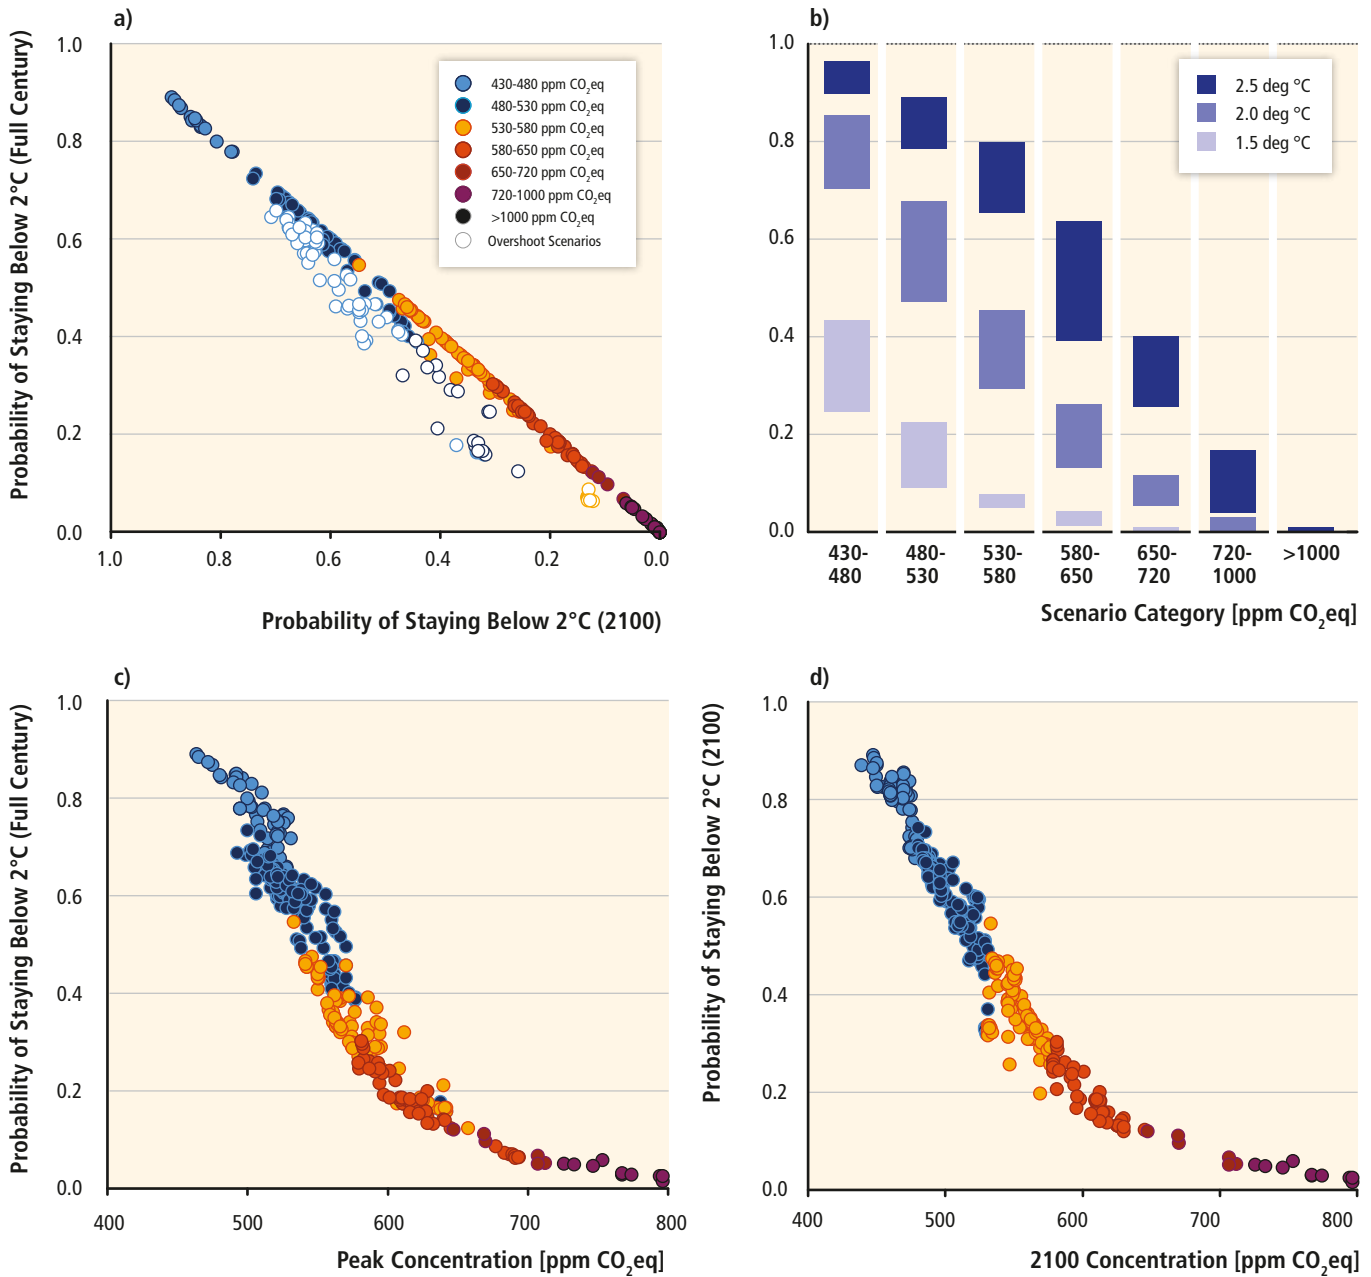 a)
Probability of Staying Below 2°C (Full Century)
1.0
0.8
0.6
0.4
0.2
0.0
1.0 0.8 0.6 0.4 0.2 0.0
Probability of Staying Below 2°C (2100)
430-480 ppm CO₂eq
480-530 ppm CO₂eq
530-580 ppm CO₂eq
580-650 ppm CO₂eq
650-720 ppm CO₂eq
720-1000 ppm CO₂eq
>1000 ppm CO₂eq
Overshoot Scenarios
b)
1.0
0.8
0.6
0.4
0.2
0.0
2.5 deg °C
2.0 deg °C
1.5 deg °C
430- 480- 530- 580- 650- 720- >1000
480 530 580 650 720 1000
Scenario Category [ppm CO₂eq]
c)
Probability of Staying Below 2°C (Full Century)
1.0
0.8
0.6
0.4
0.2
0.0
400 500 600 700 800
Peak Concentration [ppm CO₂eq]
d)
Probability of Staying Below 2°C (2100)
1.0
0.8
0.6
0.4
0.2
0.0
400 500 600 700 800
2100 Concentration [ppm CO₂eq]